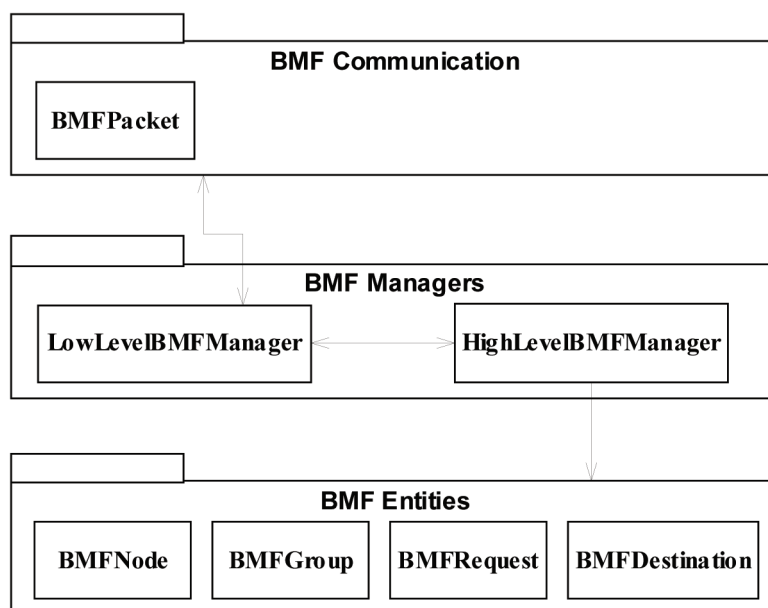 BMF Communication
BMFPacket
BMF Managers
LowLevelBMFManager
HighLevelBMFManager
BMF Entities
BMFNode
BMFGroup
BMFRequest
BMFDestination